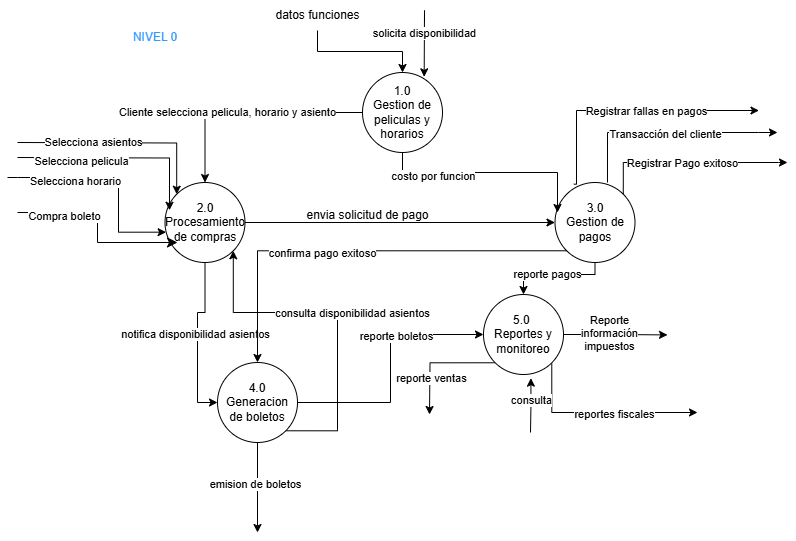 datos funciones
solicita disponibilidad
NIVEL 0
1.0
Gestion de
peliculas y
horarios
Cliente selecciona pelicula, horario y asiento
Registrar fallas en pagos
Transacción del cliente
Registrar Pago exitoso
Selecciona asientos
Selecciona pelicula
Selecciona horario
Compra boleto
costo por funcion
2.0
Procesamiento
de compras
envia solicitud de pago
3.0
Gestion de
pagos
confirma pago exitoso
reporte pagos
consulta disponibilidad asientos
notifica disponibilidad asientos
reporte boletos
5.0
Reportes y
monitoreo
Reporte
información
impuestos
reporte ventas
consulta
reportes fiscales
4.0
Generacion
de boletos
emision de boletos